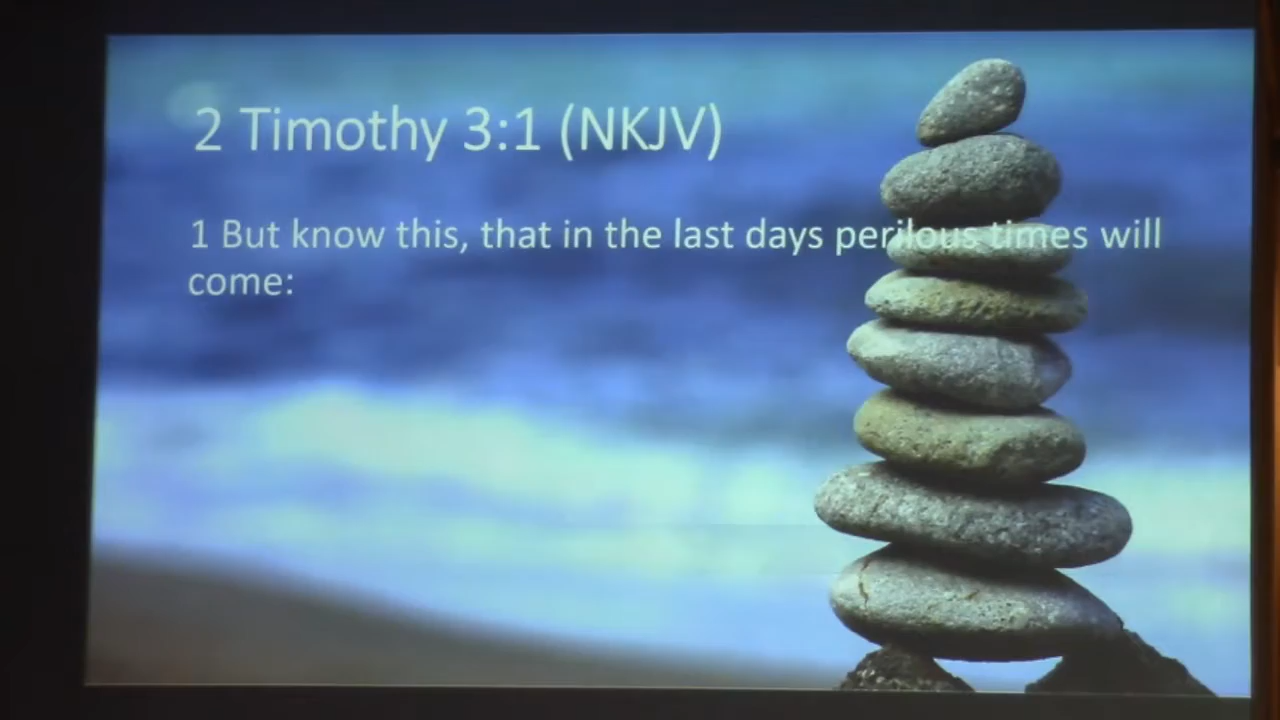 2 Timothy 3:1 (NKJV)
1 But know this, that in the last days perilous times will
come: